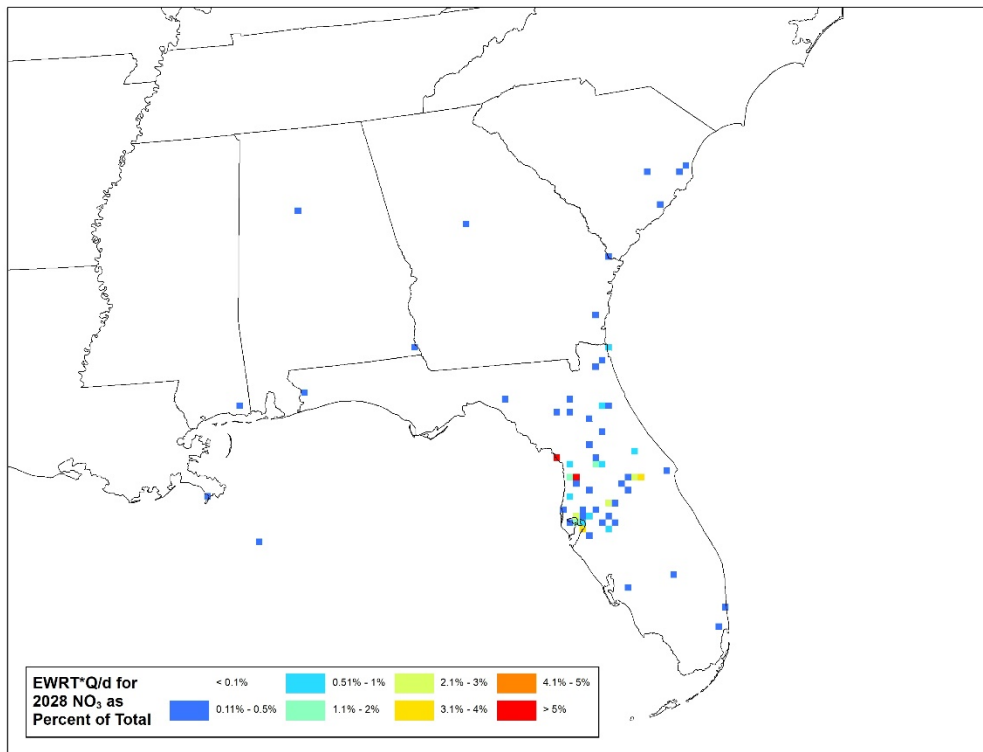 EWRT*Q/d for
2028 NO₃ as
Percent of Total
< 0.1%
0.11% - 0.5%
0.51% - 1%
1.1% - 2%
2.1% - 3%
3.1% - 4%
4.1% - 5%
> 5%